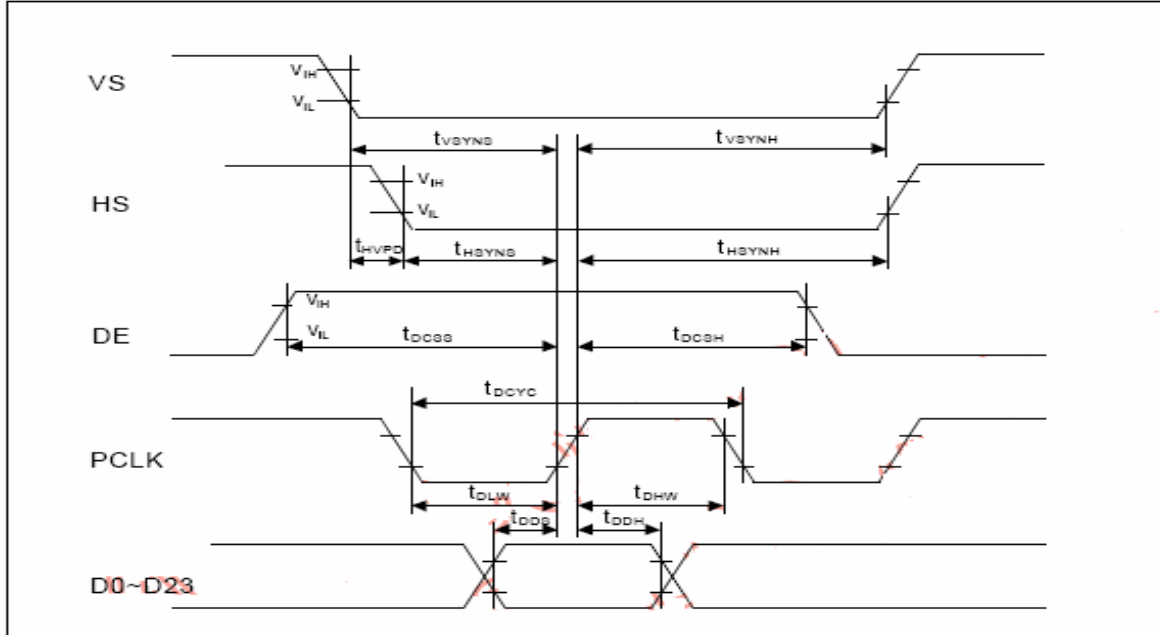 VS
VIH
VIL
tVSYNS
tVSYNH
HS
VIH
VIL
tHVPD
tHSYNS
tHSYNH
DE
VIH
VIL
tDCSS
tDCSH
tDCYC
PCLK
tDLW
tDHW
tDDS
tDDH
D0~D23